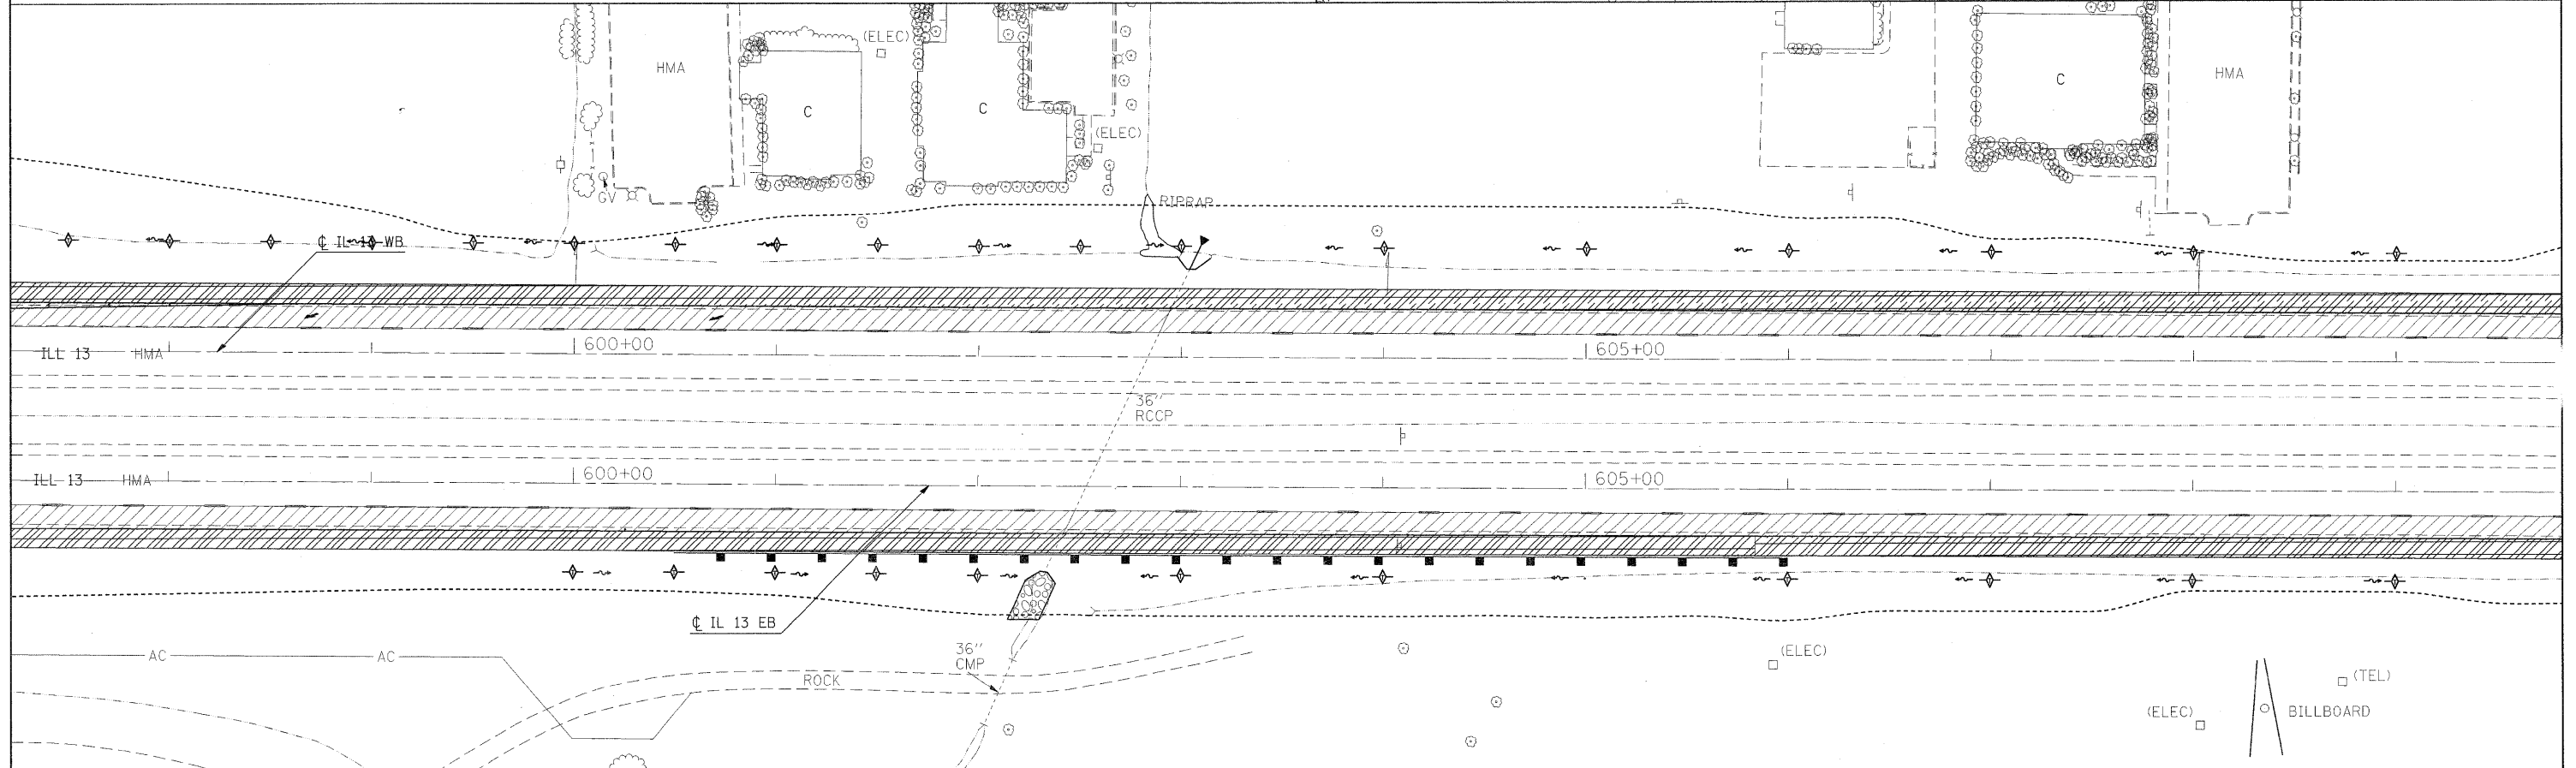 (ELEC)
HMA
C
C
(ELEC)
C
HMA
GV
RIPRAP
℄ IL 13 WB
600+00
605+00
ILL 13 HMA
36''
RCCP
600+00
605+00
ILL 13 HMA
℄ IL 13 EB
36''
CMP
AC
AC
ROCK
(ELEC)
(TEL)
(ELEC)
BILLBOARD